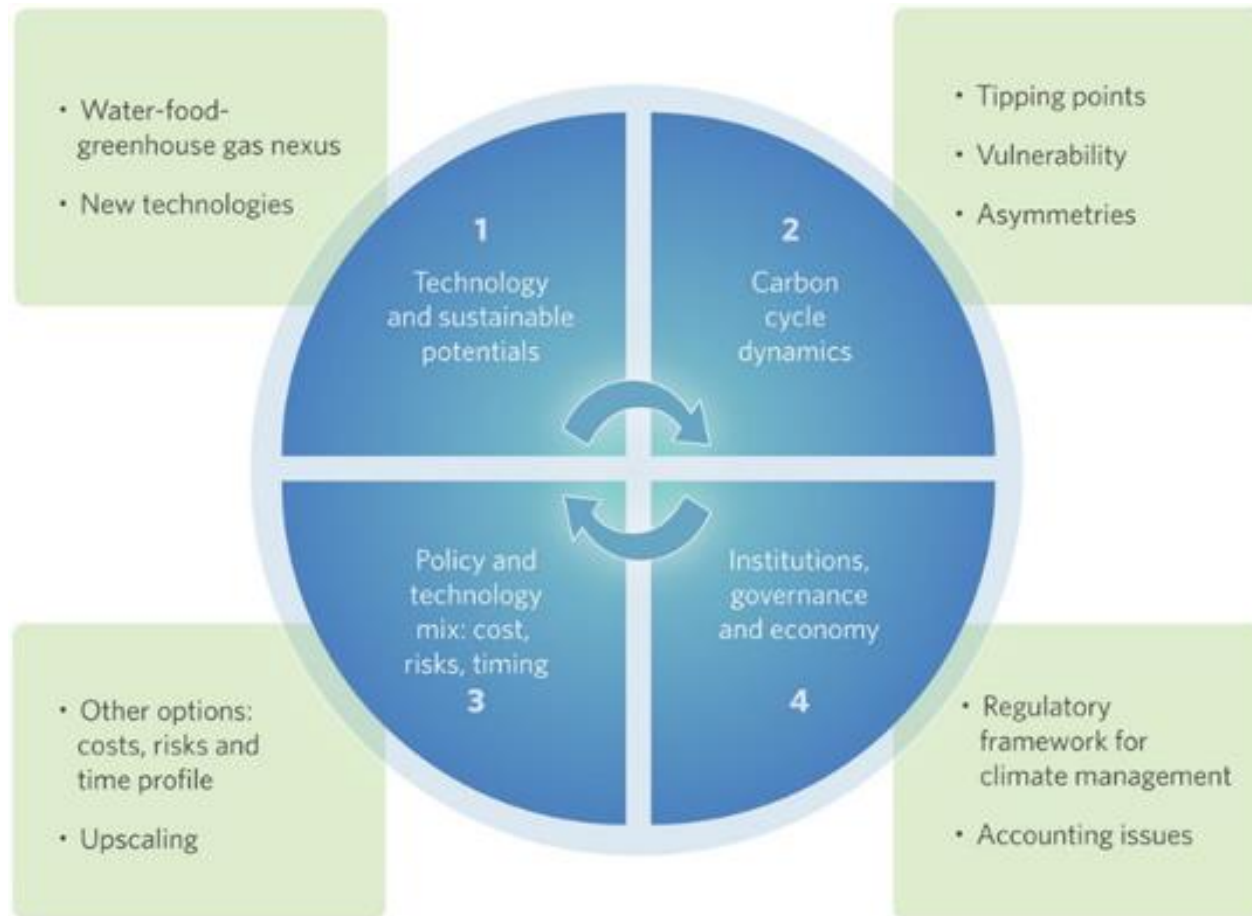 • Water-food-
greenhouse gas nexus
• New technologies
• Tipping points
• Vulnerability
• Asymmetries
1
Technology
and sustainable
potentials
2
Carbon
cycle
dynamics
Policy and
technology
mix: cost,
risks, timing
3
Institutions,
governance
and economy
4
• Other options:
costs, risks and
time profile
• Upscaling
• Regulatory
framework for
climate management
• Accounting issues